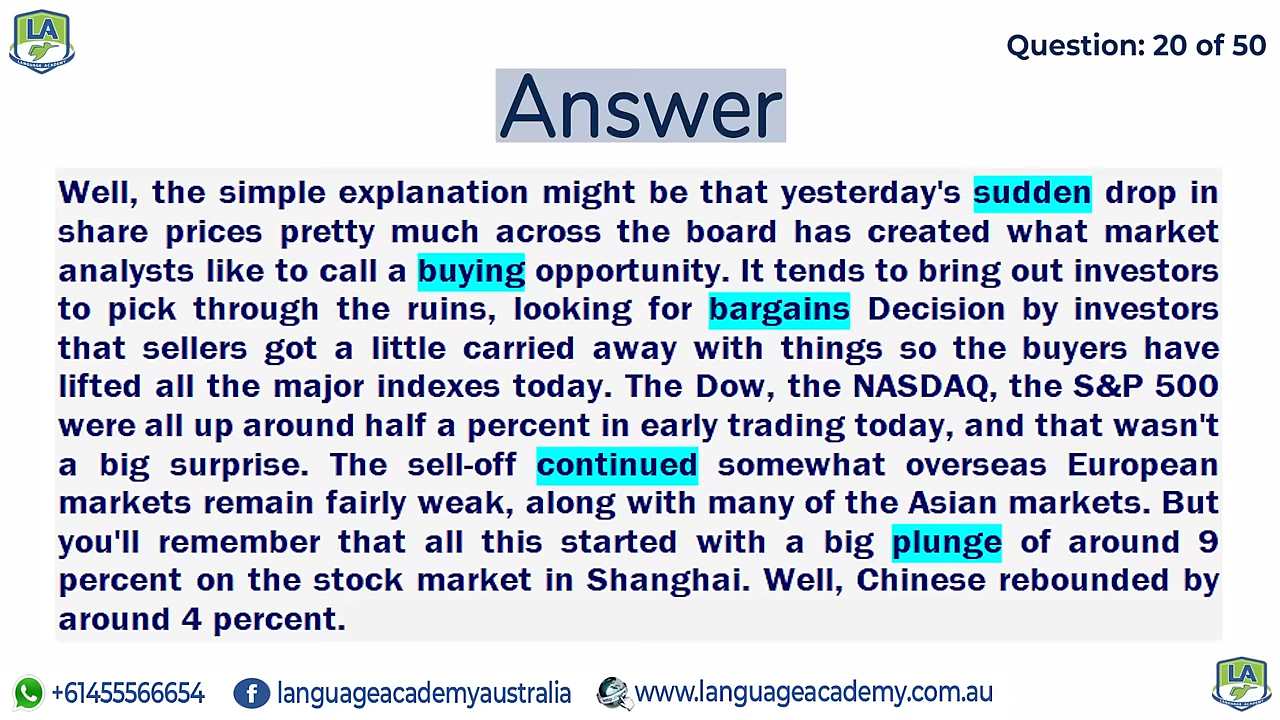 LA
LANGUAGE ACADEMY
Question: 20 of 50
Answer
Well, the simple explanation might be that yesterday's sudden drop in
share prices pretty much across the board has created what market
analysts like to call a buying opportunity. It tends to bring out investors
to pick through the ruins, looking for bargains Decision by investors
that sellers got a little carried away with things so the buyers have
lifted all the major indexes today. The Dow, the NASDAQ, the S&P 500
were all up around half a percent in early trading today, and that wasn't
a big surprise. The sell-off continued somewhat overseas European
markets remain fairly weak, along with many of the Asian markets. But
you'll remember that all this started with a big plunge of around 9
percent on the stock market in Shanghai. Well, Chinese rebounded by
around 4 percent.
+61455566654 languageacademyaustralia www.languageacademy.com.au
LA
LANGUAGE ACADEMY